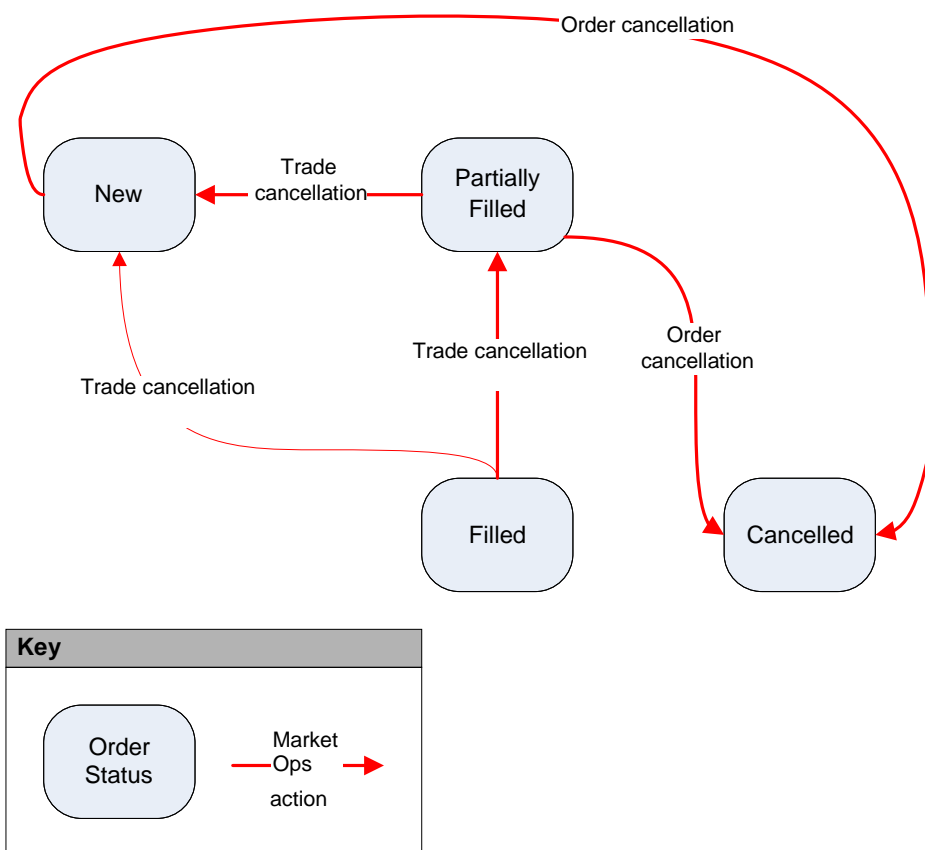 Order cancellation
New
Trade
cancellation
Partially
Filled
Trade cancellation
Order
cancellation
Trade cancellation
Filled
Cancelled
Key
Order
Status
Market
Ops
action